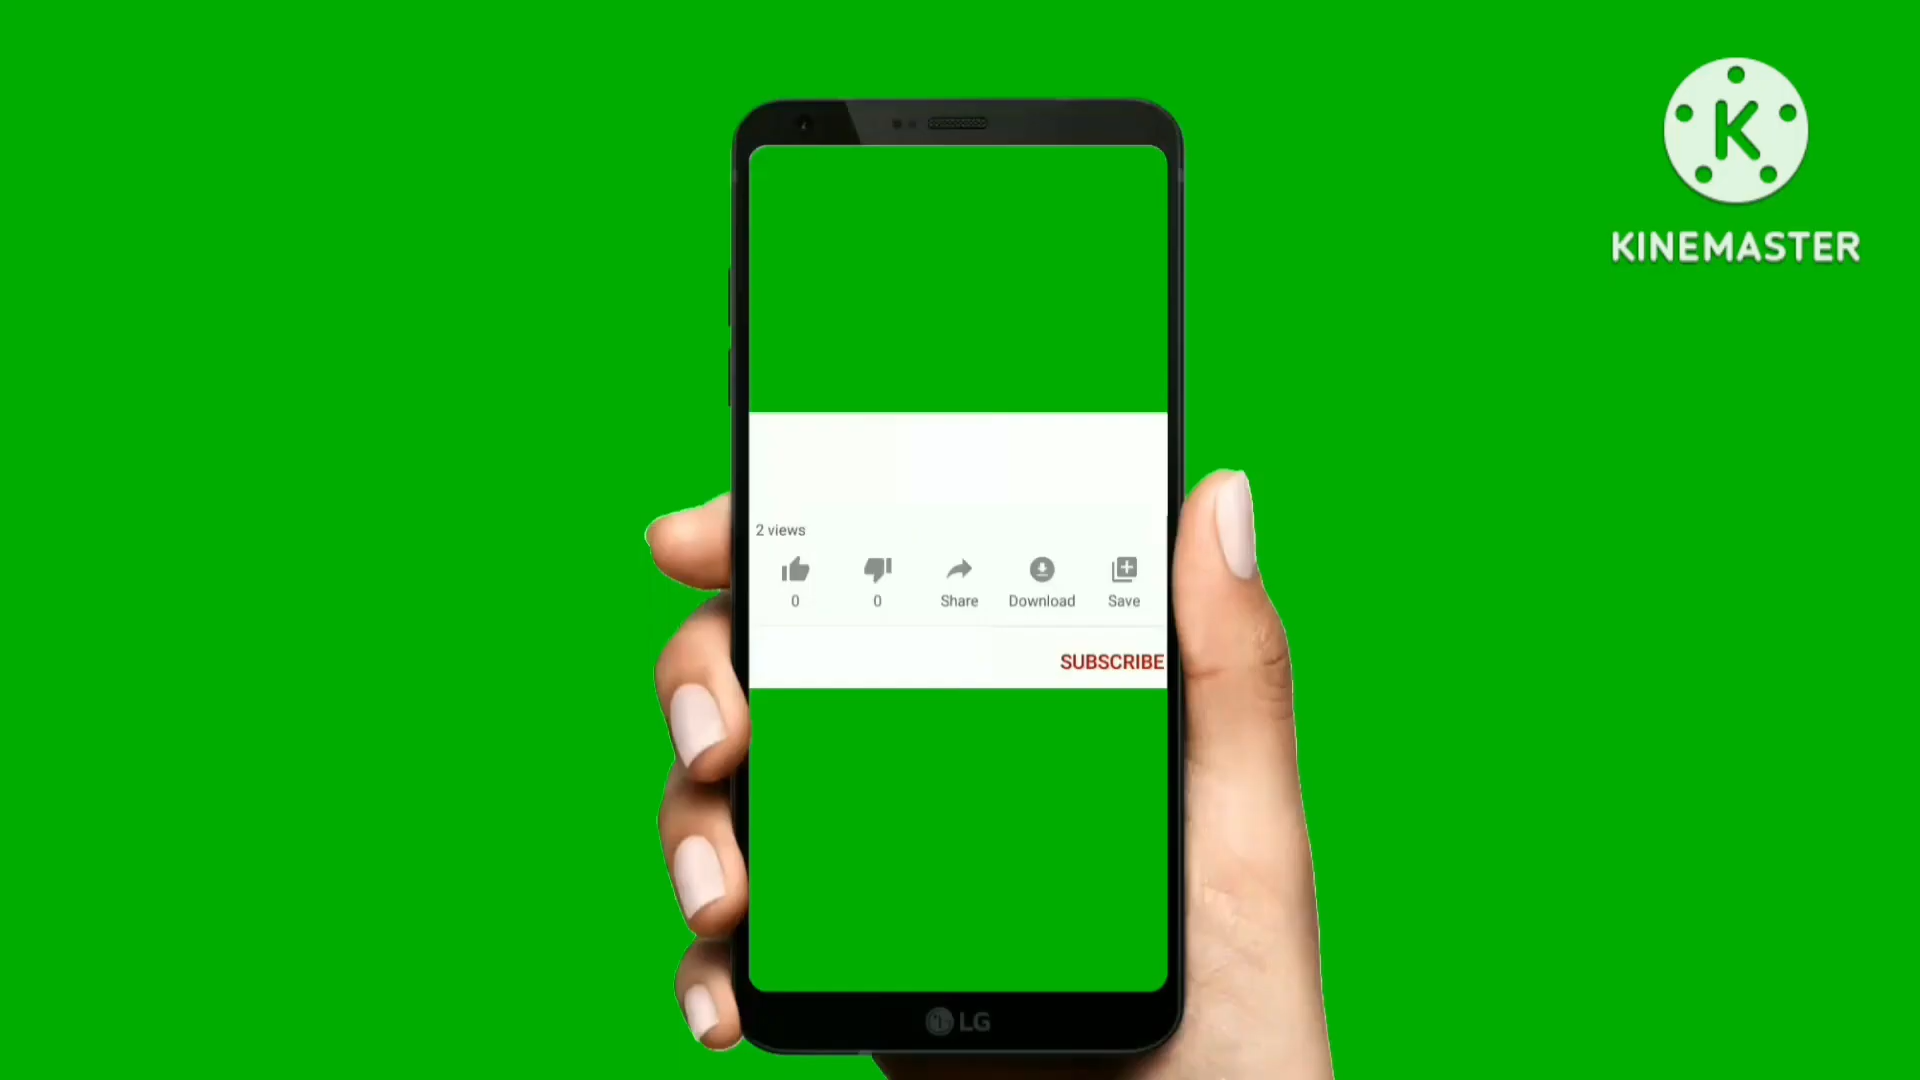 K
KINEMASTER
2 views
0 0 Share Download Save
SUBSCRIBE
LG